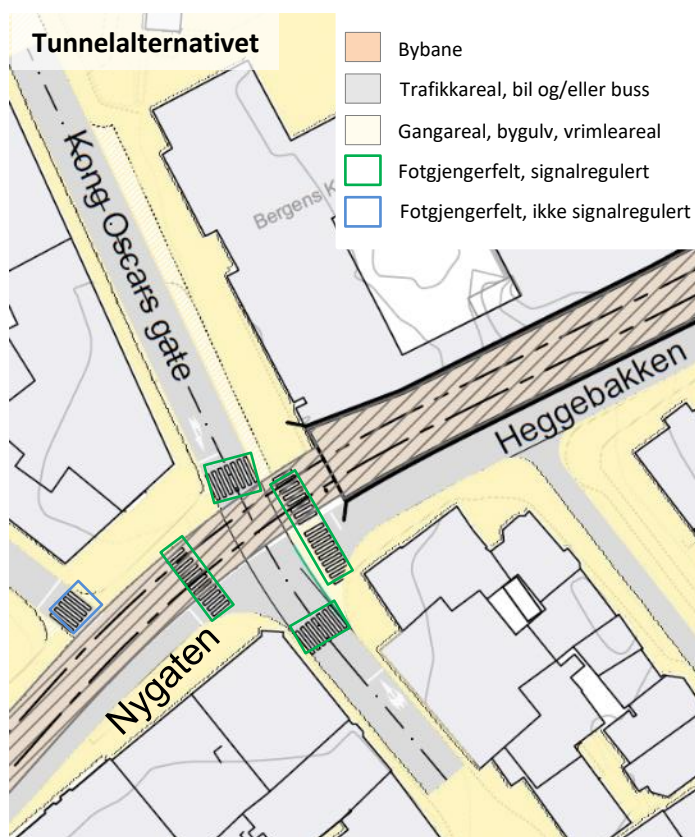 Tunnelalternativet
Bybane
Trafikkareal, bil og/eller buss
Gangareal, bygulv, vrimleareal
Fotgjengerfelt, signalregulert
Fotgjengerfelt, ikke signalregulert
Kong Oscars gate
Bergens K
Heggebakken
Nygaten